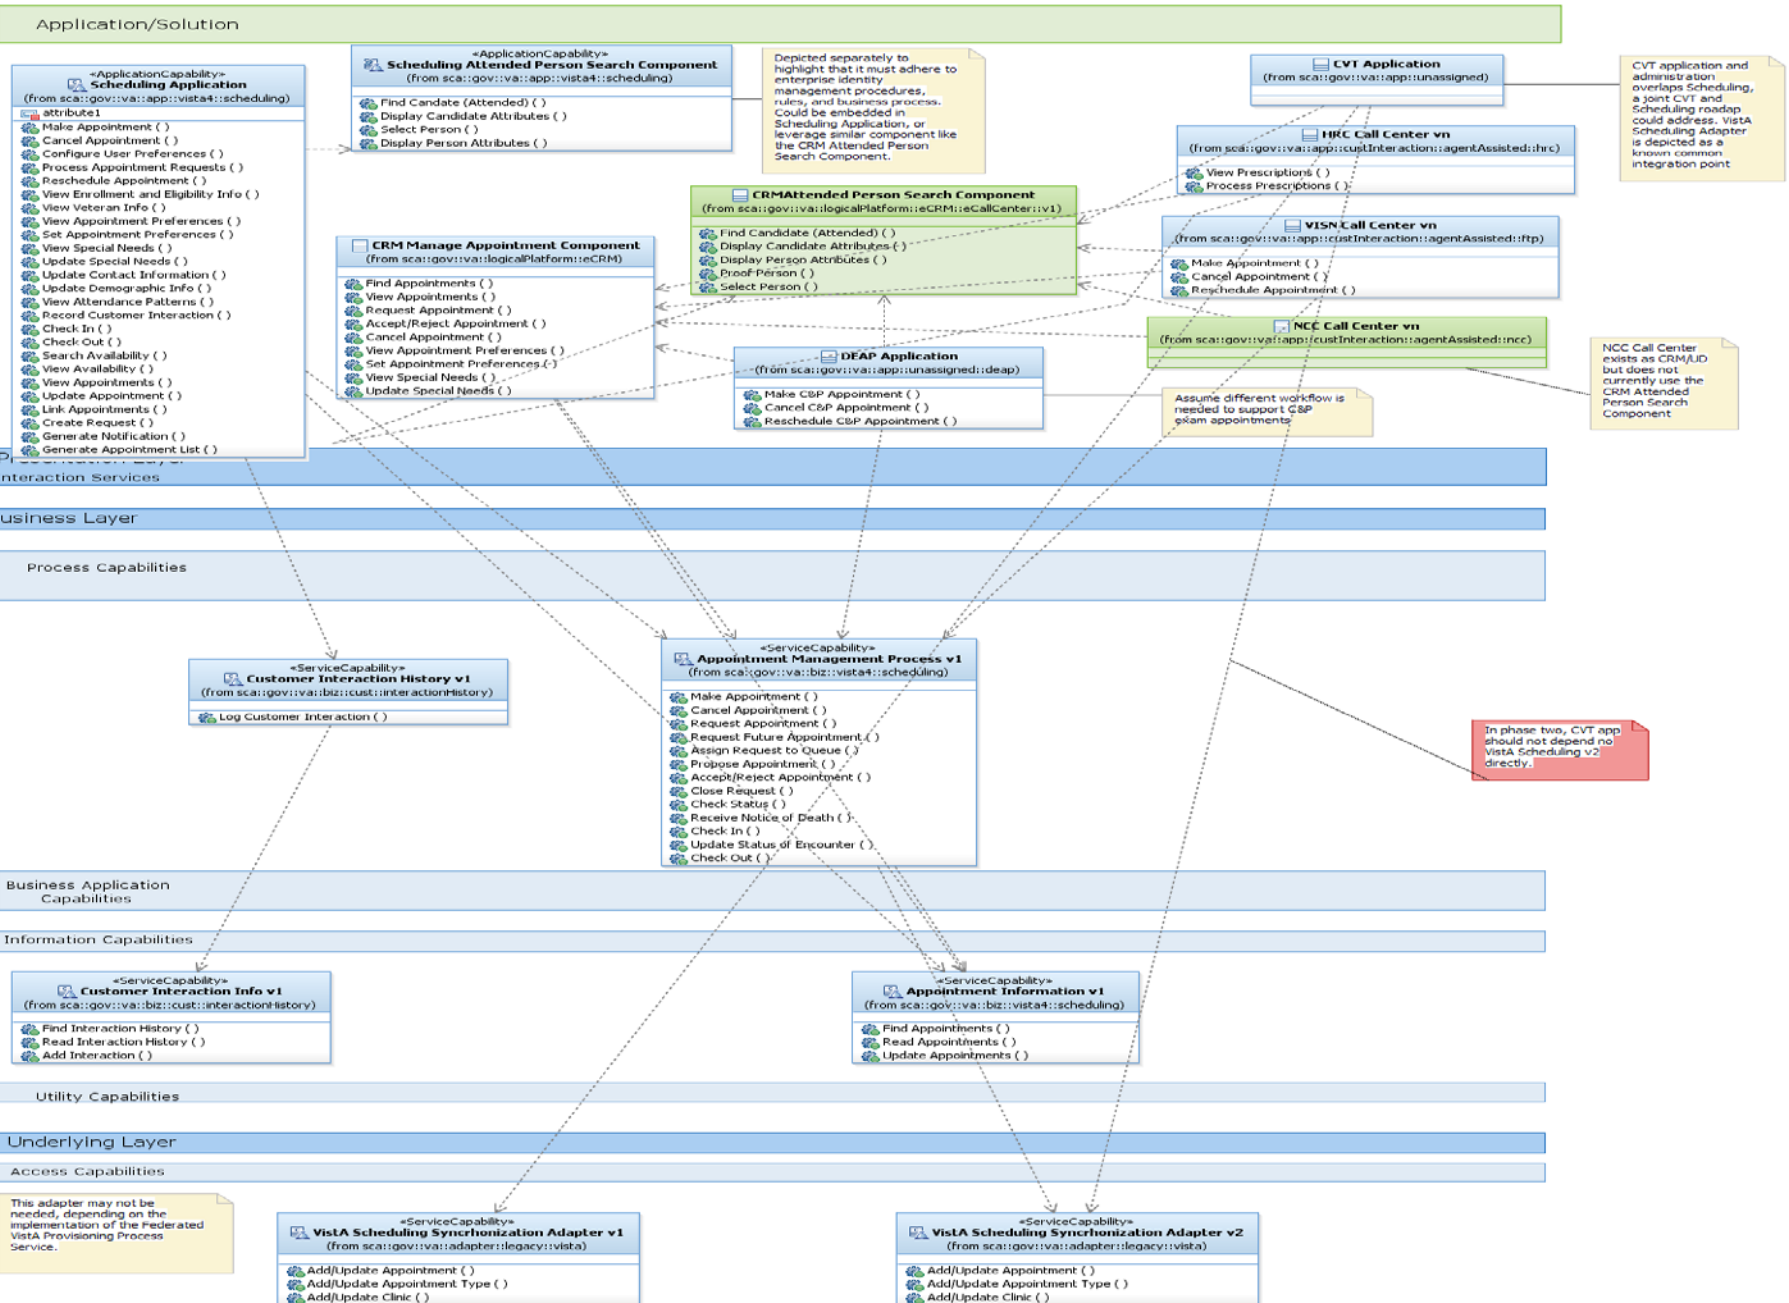 Application/Solution
«ApplicationCapability»
Scheduling Application
(from sca::gov::va::app::vista4::scheduling)
attribute1
Make Appointment ( )
Cancel Appointment ( )
Configure User Preferences ( )
Process Appointment Requests ( )
Reschedule Appointment ( )
View Enrollment and Eligibility Info ( )
View Veteran Info ( )
View Appointment Preferences ( )
Set Appointment Preferences ( )
View Special Needs ( )
Update Special Needs ( )
Update Contact Information ( )
Update Demographic Info ( )
View Attendance Patterns ( )
Record Customer Interaction ( )
Check In ( )
Check Out ( )
Search Availability ( )
View Availability ( )
View Appointments ( )
Update Appointment ( )
Link Appointments ( )
Create Request ( )
Generate Notification ( )
Generate Appointment List ( )
«ApplicationCapability»
Scheduling Attended Person Search Component
(from sca::gov::va::app::vista4::scheduling)
Find Candate (Attended) ( )
Display Candidate Attributes ( )
Select Person ( )
Display Person Attributes ( )
Depicted separately to
highlight that it must adhere to
enterprise identity
management procedures,
rules, and business process.
Could be embedded in
Scheduling Application, or
leverage similar component like
the CRM Attended Person
Search Component.
CVT Application
(from sca::gov::va::app::unassigned)
CVT application and
administration
overlaps Scheduling,
a joint CVT and
Scheduling roadap
could address. VistA
Scheduling Adapter
is depicted as a
known common
integration point
HRC Call Center vn
(from sca::gov::va::app::custInteraction::agentAssisted::hrc)
View Prescriptions ( )
Process Prescriptions ( )
CRMAttended Person Search Component
(from sca::gov::va::logicalPlatform::eCRM::eCallCenter::v1)
Find Candidate (Attended) ( )
Display Candidate Attributes ( )
Display Person Attributes ( )
Proof Person ( )
Select Person ( )
VISN Call Center vn
(from sca::gov::va::app::custInteraction::agentAssisted::ftp)
Make Appointment ( )
Cancel Appointment ( )
Reschedule Appointment ( )
CRM Manage Appointment Component
(from sca::gov::va::logicalPlatform::eCRM)
Find Appointments ( )
View Appointments ( )
Request Appointment ( )
Accept/Reject Appointment ( )
Cancel Appointment ( )
View Appointment Preferences ( )
Set Appointment Preferences ( )
View Special Needs ( )
Update Special Needs ( )
NCC Call Center vn
(from sca::gov::va::app::custInteraction::agentAssisted::ncc)
DEAP Application
(from sca::gov::va::app::unassigned::deap)
Make C&P Appointment ( )
Cancel C&P Appointment ( )
Reschedule C&P Appointment ( )
Assume different workflow is
needed to support C&P
exam appointments
NCC Call Center
exists as CRM/UD
but does not
currently use the
CRM Attended
Person Search
Component
Presentation Layer
nteraction Services
usiness Layer
Process Capabilities
«ServiceCapability»
Customer Interaction History v1
(from sca::gov::va::biz::cust::interactionHistory)
Log Customer Interaction ( )
«ServiceCapability»
Appointment Management Process v1
(from sca::gov::va::biz::vista4::scheduling)
Make Appointment ( )
Cancel Appointment ( )
Request Appointment ( )
Request Future Appointment ( )
Assign Request to Queue ( )
Propose Appointment ( )
Accept/Reject Appointment ( )
Close Request ( )
Check Status ( )
Receive Notice of Death ( )
Check In ( )
Update Status of Encounter ( )
Check Out ( )
In phase two, CVT app
should not depend no
VistA Scheduling v2
directly.
Business Application
Capabilities
Information Capabilities
«ServiceCapability»
Customer Interaction Info v1
(from sca::gov::va::biz::cust::interactionHistory)
Find Interaction History ( )
Read Interaction History ( )
Add Interaction ( )
«ServiceCapability»
Appointment Information v1
(from sca::gov::va::biz::vista4::scheduling)
Find Appointments ( )
Read Appointments ( )
Update Appointments ( )
Utility Capabilities
Underlying Layer
Access Capabilities
This adapter may not be
needed, depending on the
implementation of the Federated
VistA Provisioning Process
Service.
«ServiceCapability»
VistA Scheduling Syncrhonization Adapter v1
(from sca::gov::va::adapter::legacy::vista)
Add/Update Appointment ( )
Add/Update Appointment Type ( )
Add/Update Clinic ( )
«ServiceCapability»
VistA Scheduling Syncrhonization Adapter v2
(from sca::gov::va::adapter::legacy::vista)
Add/Update Appointment ( )
Add/Update Appointment Type ( )
Add/Update Clinic ( )